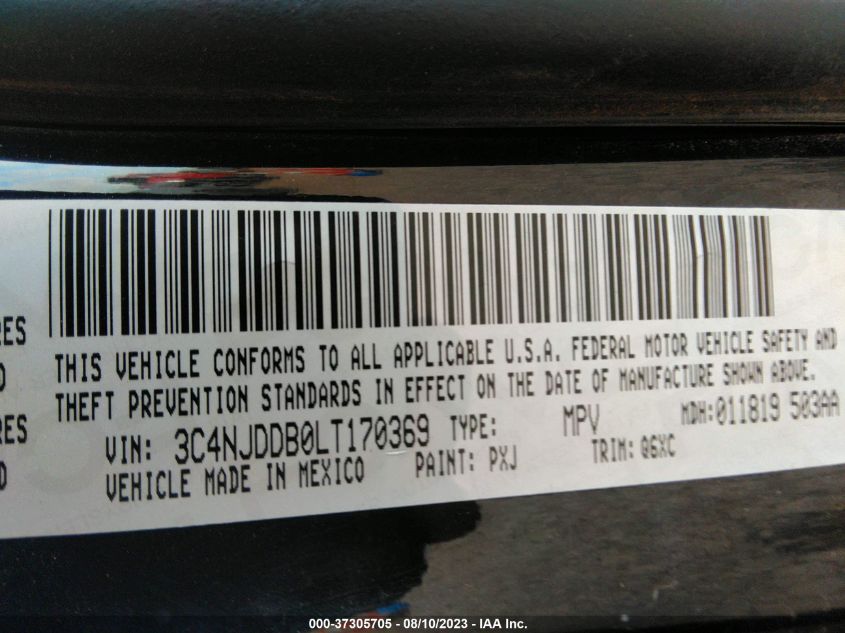 RES
D
RES
D
THIS VEHICLE CONFORMS TO ALL APPLICABLE U.S.A. FEDERAL MOTOR VEHICLE SAFETY AND
THEFT PREVENTION STANDARDS IN EFFECT ON THE DATE OF MANUFACTURE SHOWN ABOVE.
VIN: 3C4NJDDB0LT170369 TYPE: MPV MDH:011819 503AA
VEHICLE MADE IN MEXICO PAINT: PXJ TRIM: Q6XC
000-37305705 - 08/10/2023 - IAA Inc.